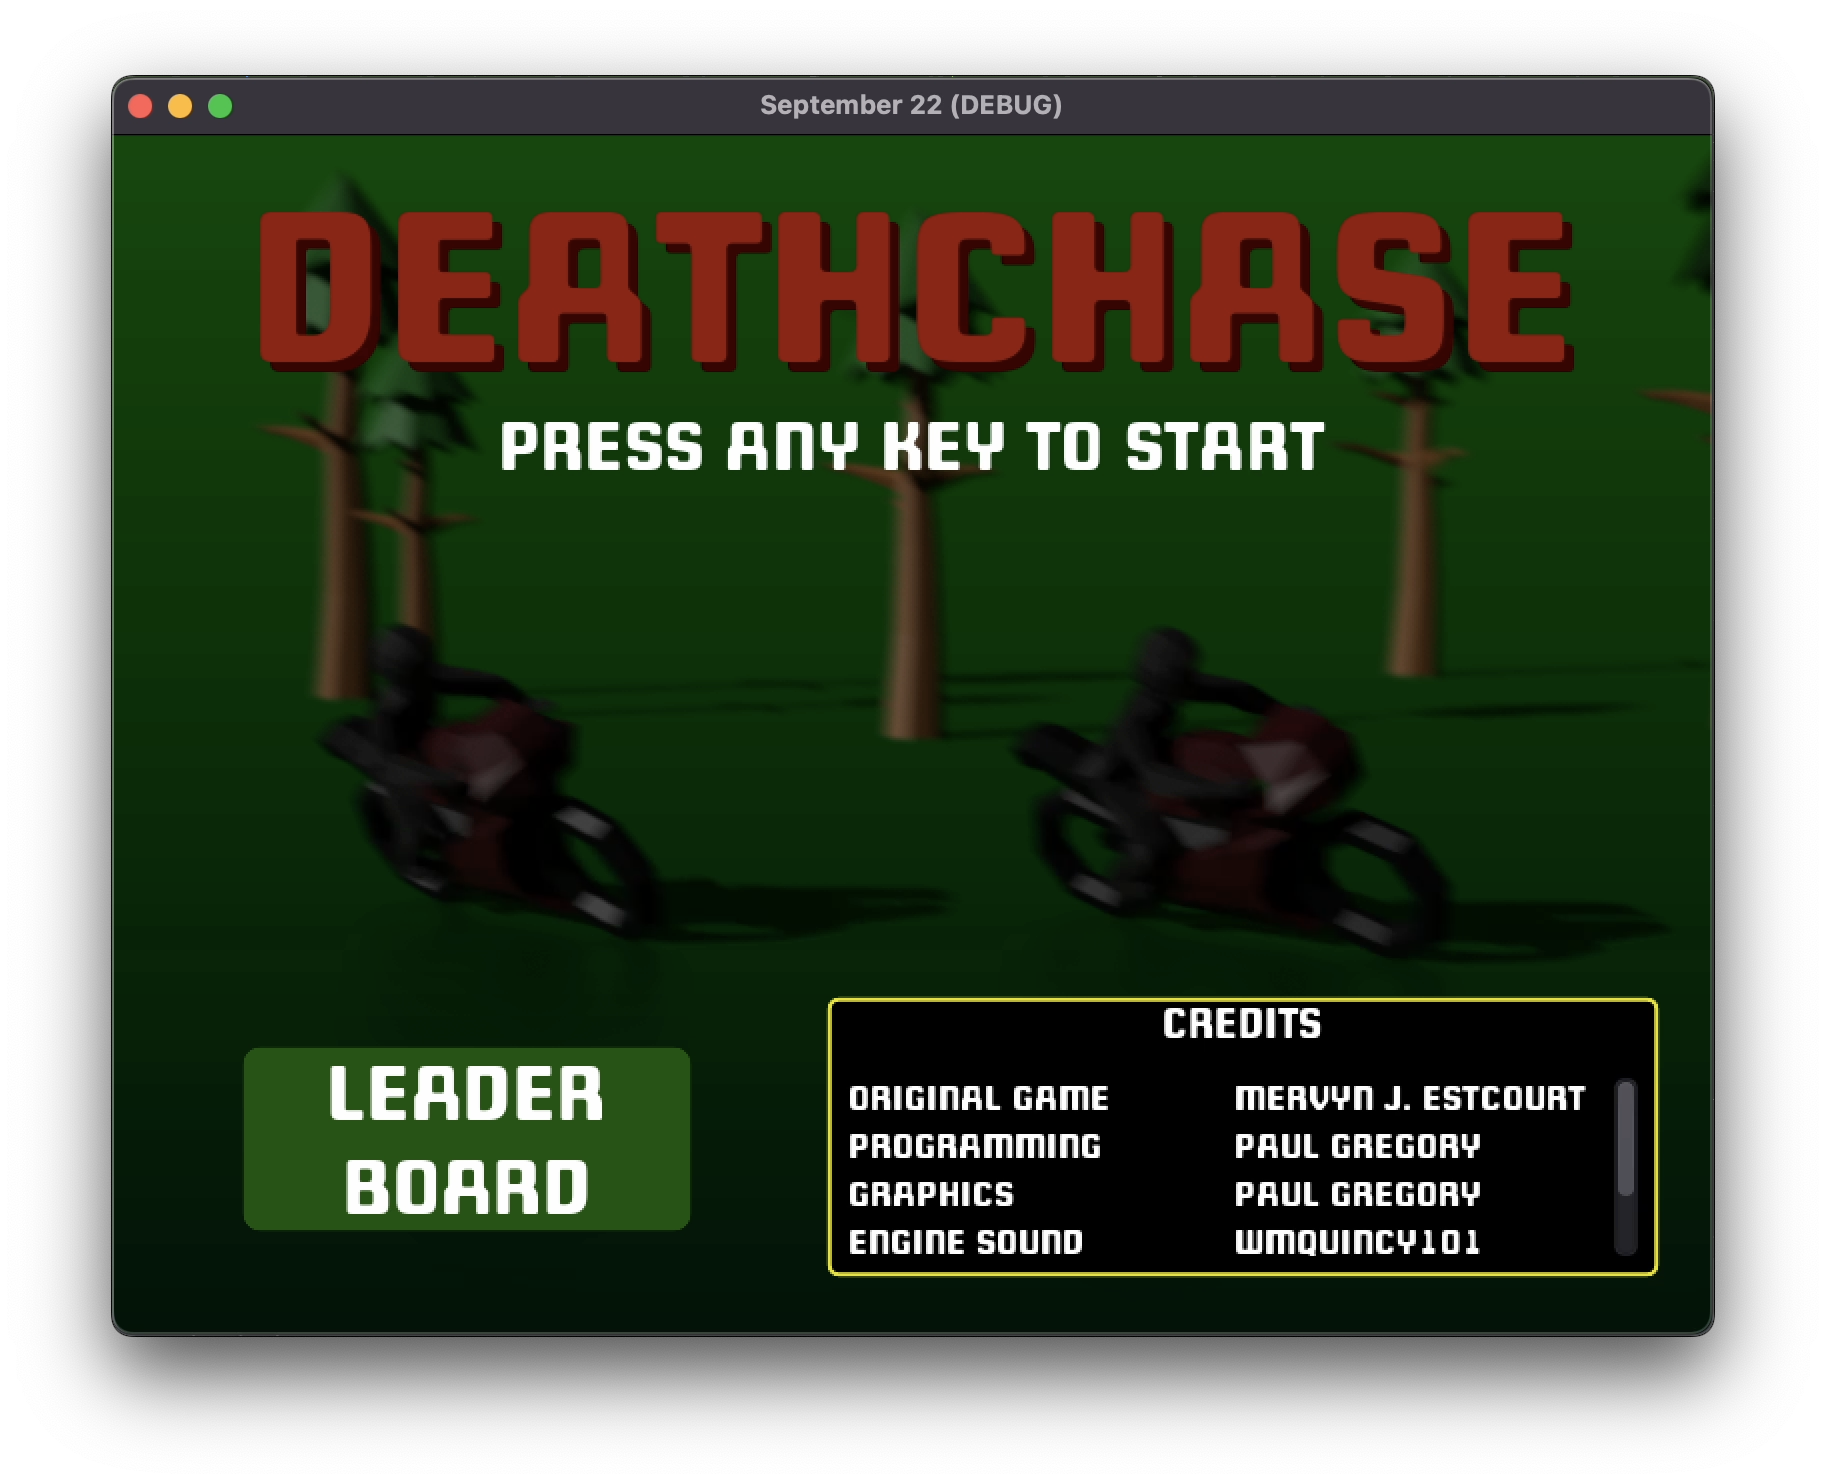 September 22 (DEBUG)
DEATHCHASE
PRESS ANY KEY TO START
LEADER
BOARD
CREDITS
ORIGINAL GAME MERVYN J. ESTCOURT
PROGRAMMING PAUL GREGORY
GRAPHICS PAUL GREGORY
ENGINE SOUND WMQUINCY101